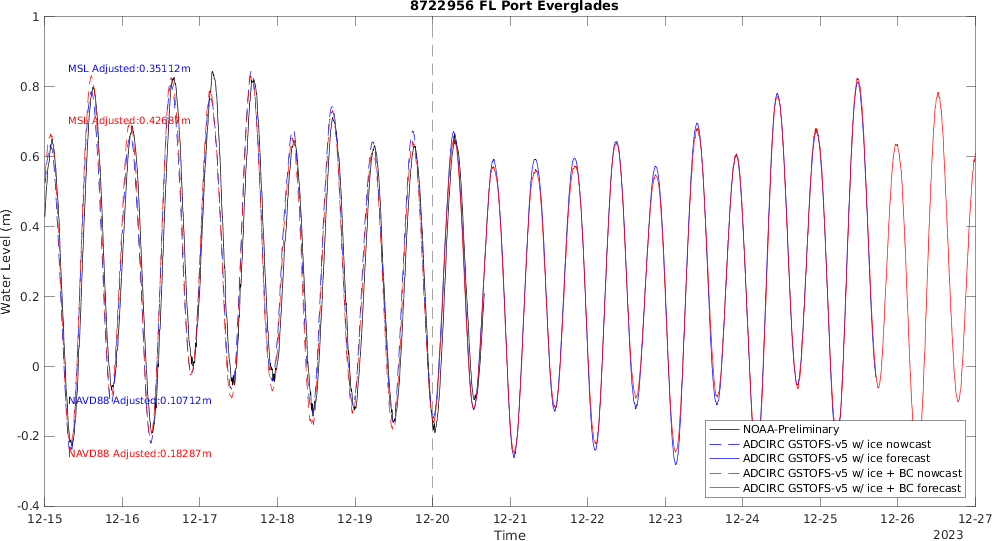 8722956 FL Port Everglades
Water Level (m)
1
0.8
0.6
0.4
0.2
0
-0.2
-0.4
MSL Adjusted:0.35112m
MSL Adjusted:0.42687m
NAVD88 Adjusted:0.10712m
NAVD88 Adjusted:0.18287m
NOAA-Preliminary
ADCIRC GSTOFS-v5 w/ ice nowcast
ADCIRC GSTOFS-v5 w/ ice forecast
ADCIRC GSTOFS-v5 w/ ice + BC nowcast
ADCIRC GSTOFS-v5 w/ ice + BC forecast
12-15 12-16 12-17 12-18 12-19 12-20 12-21 12-22 12-23 12-24 12-25 12-26 12-27
Time
2023